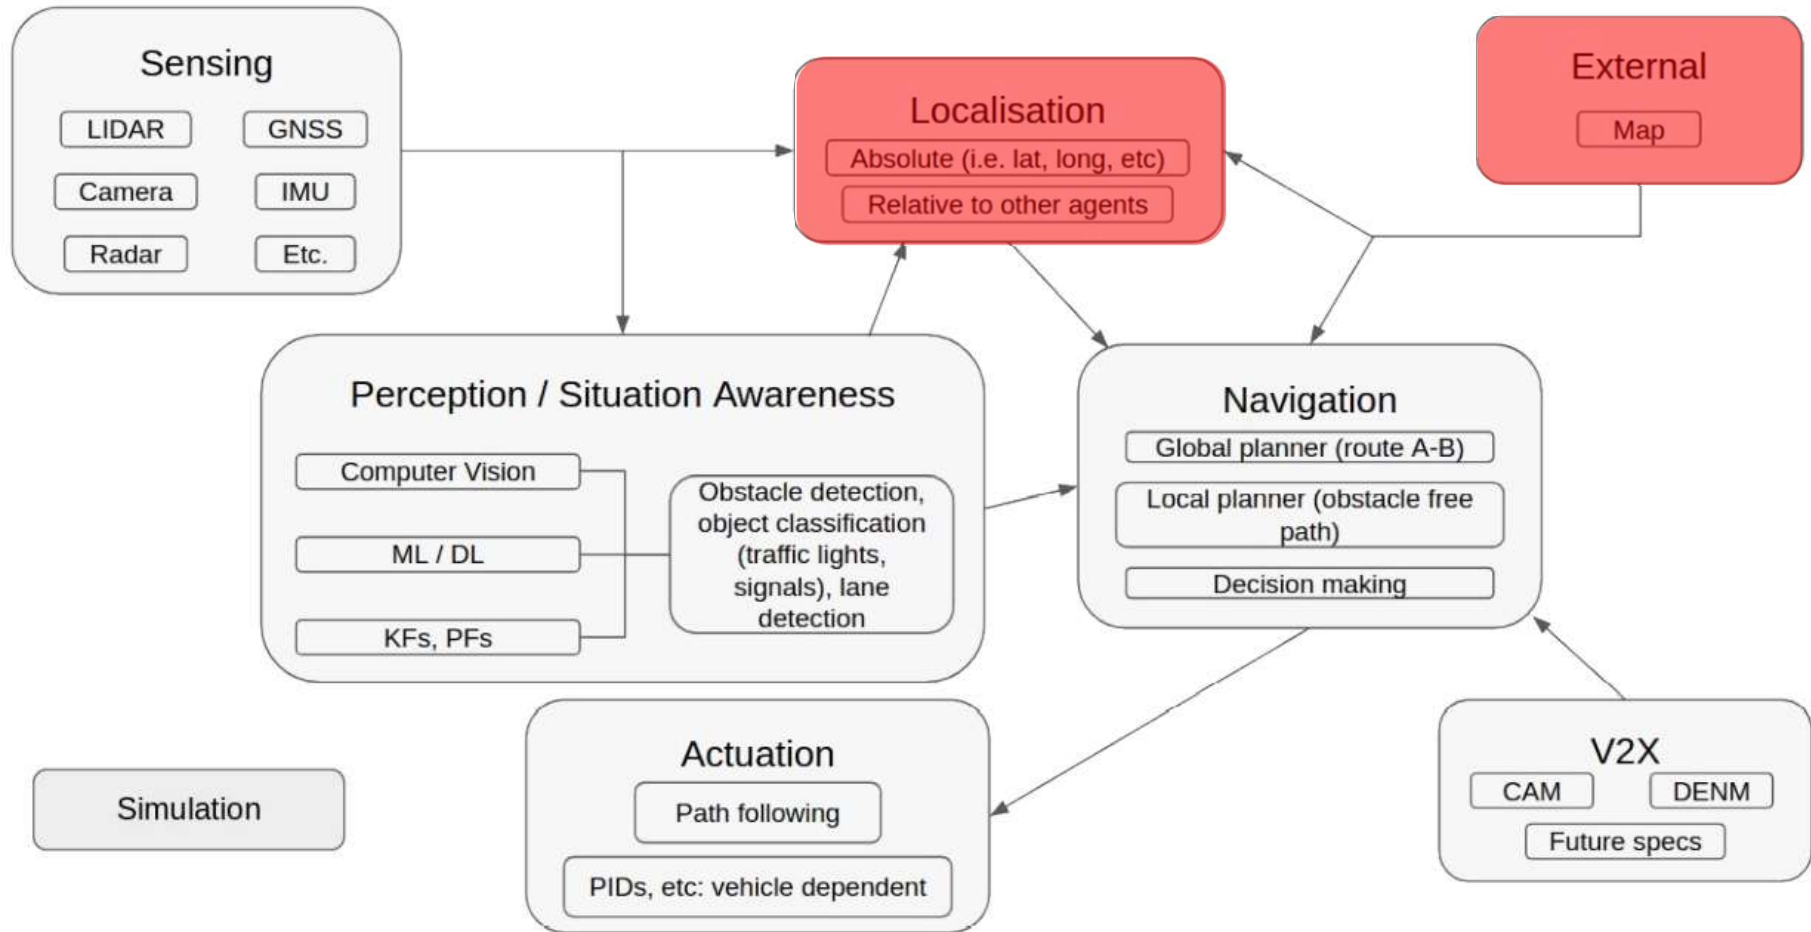 Sensing
LIDAR
GNSS
Camera
IMU
Radar
Etc.
Localisation
Absolute (i.e. lat, long, etc)
Relative to other agents
External
Map
Perception / Situation Awareness
Computer Vision
ML / DL
KFs, PFs
Obstacle detection,
object classification
(traffic lights,
signals), lane
detection
Navigation
Global planner (route A-B)
Local planner (obstacle free
path)
Decision making
Actuation
Path following
PIDs, etc: vehicle dependent
V2X
CAM
DENM
Future specs
Simulation